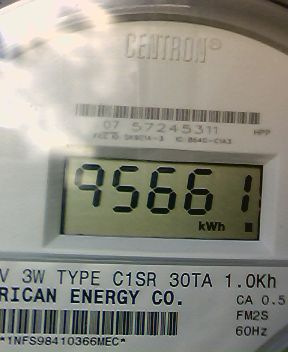 CENTRON®
07 57245311 HPP
95661
kWh
V 3W TYPE C1SR 30TA 1.0Kh
RICAN ENERGY CO. CA 0.5
FM2S
60Hz
*1NFS98410366MEC*